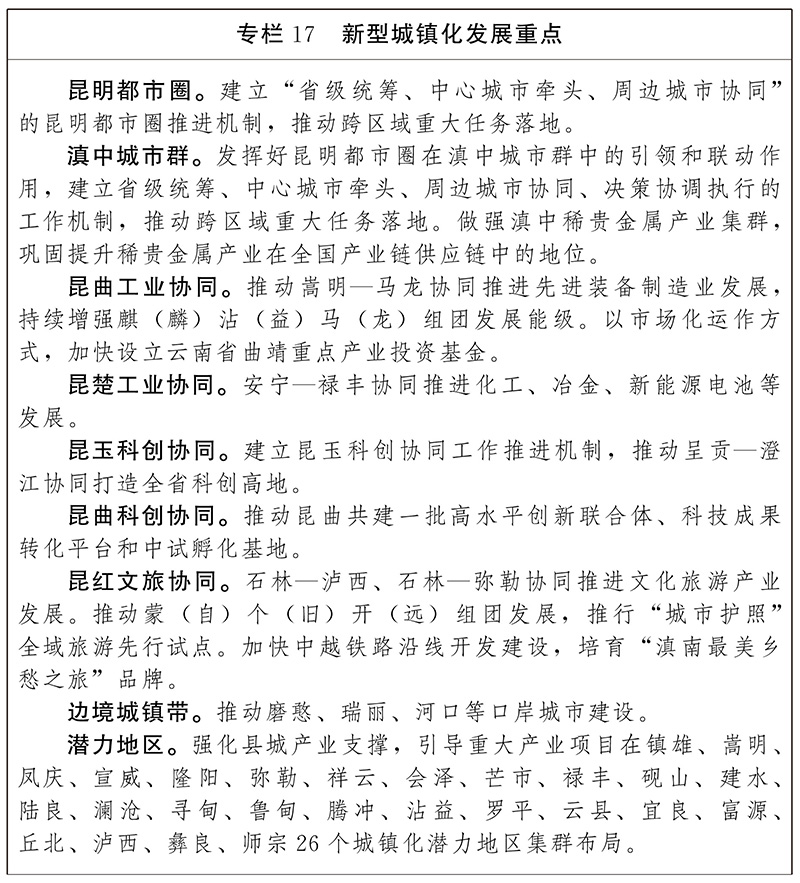 专栏 17　新型城镇化发展重点
昆明都市圈。建立“省级统筹、中心城市牵头、周边城市协同”
的昆明都市圈推进机制，推动跨区域重大任务落地。
滇中城市群。发挥好昆明都市圈在滇中城市群中的引领和联动作
用，建立省级统筹、中心城市牵头、周边城市协同、决策协调执行的
工作机制，推动跨区域重大任务落地。做强滇中稀贵金属产业集群，
巩固提升稀贵金属产业在全国产业链供应链中的地位。
昆曲工业协同。推动嵩明—马龙协同推进先进装备制造业发展，
持续增强麒（麟）沾（益）马（龙）组团发展能级。以市场化运作方
式，加快设立云南省曲靖重点产业投资基金。
昆楚工业协同。安宁—禄丰协同推进化工、冶金、新能源电池等
发展。
昆玉科创协同。建立昆玉科创协同工作推进机制，推动呈贡—澄
江协同打造全省科创高地。
昆曲科创协同。推动昆曲共建一批高水平创新联合体、科技成果
转化平台和中试孵化基地。
昆红文旅协同。石林—泸西、石林—弥勒协同推进文化旅游产业
发展。推动蒙（自）个（旧）开（远）组团发展，推行“城市护照”
全域旅游先行试点。加快中越铁路沿线开发建设，培育“滇南最美乡
愁之旅”品牌。
边境城镇带。推动磨憨、瑞丽、河口等口岸城市建设。
潜力地区。强化县城产业支撑，引导重大产业项目在镇雄、嵩明、
凤庆、宣威、隆阳、弥勒、祥云、会泽、芒市、禄丰、砚山、建水、
陆良、澜沧、寻甸、鲁甸、腾冲、沾益、罗平、云县、宜良、富源、
丘北、泸西、彝良、师宗 26 个城镇化潜力地区集群布局。